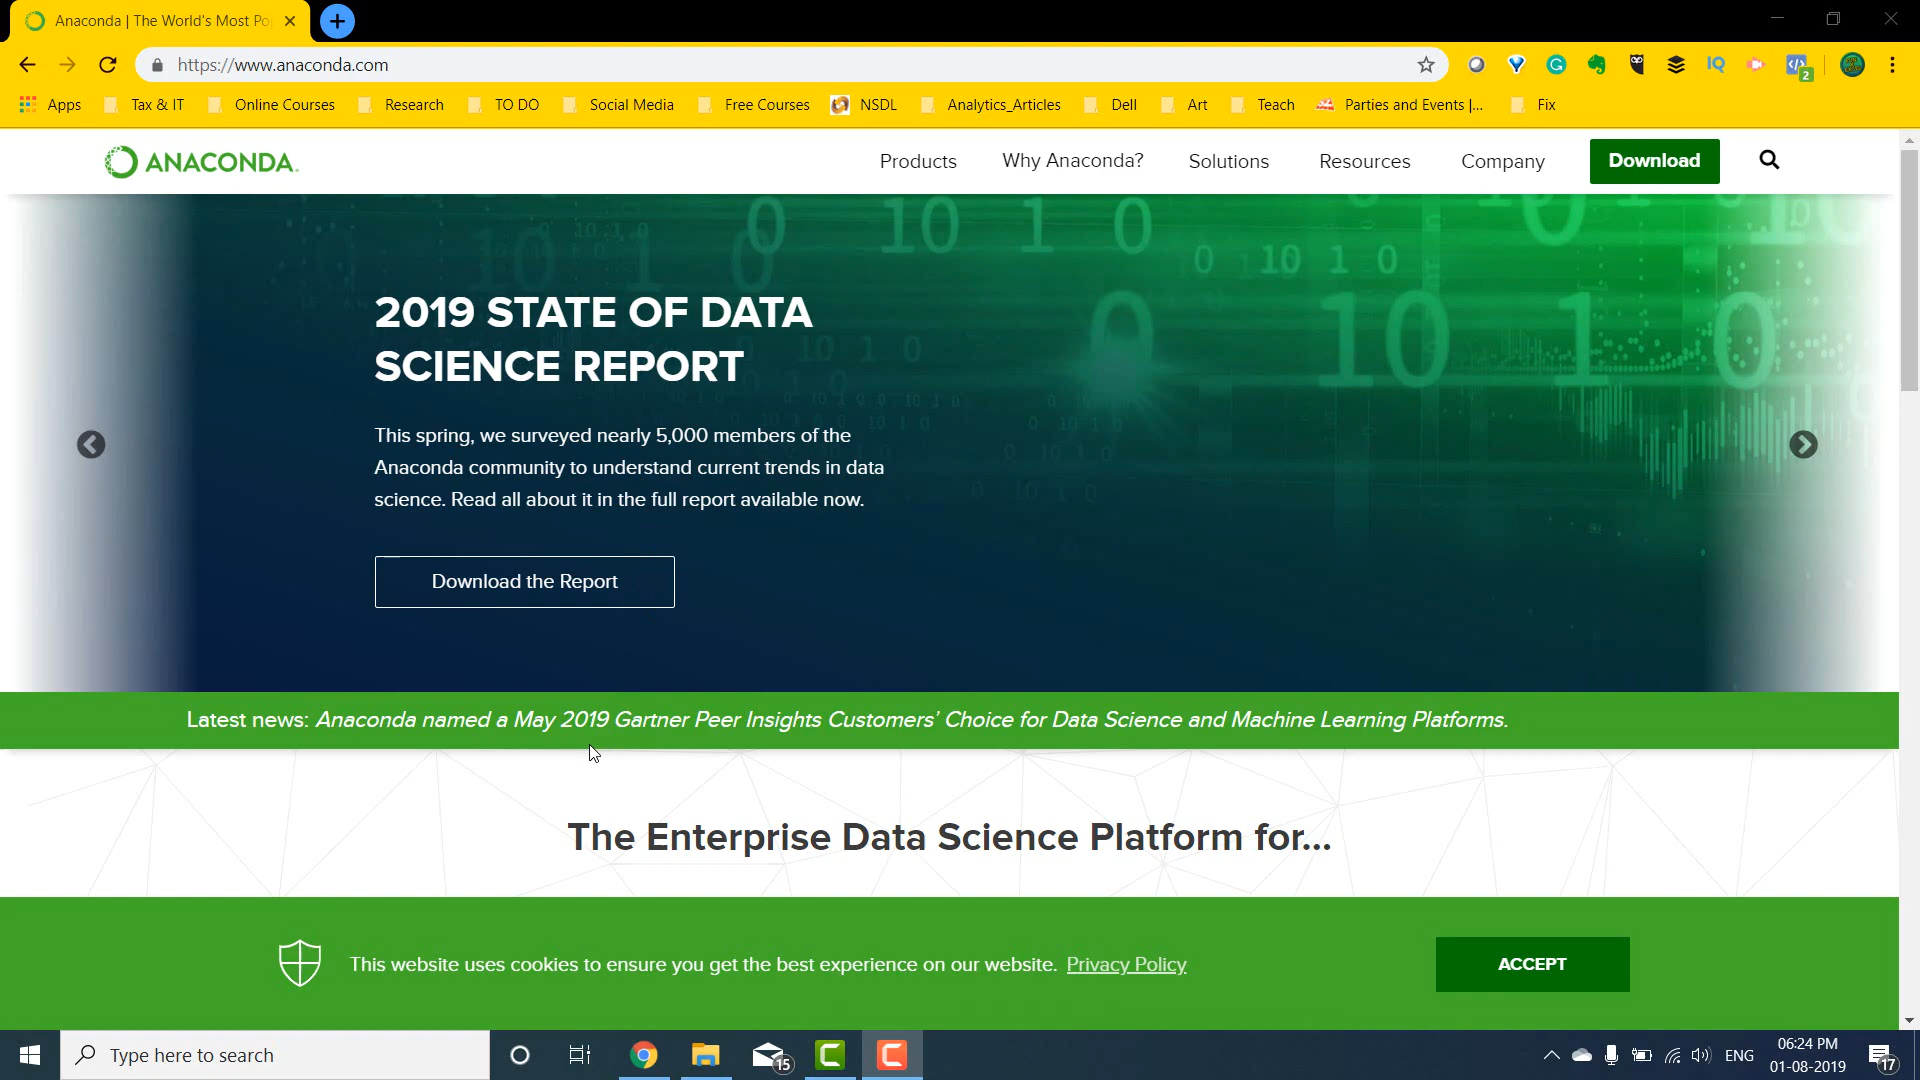 Anaconda | The World's Most Po
https://www.anaconda.com
2
Apps Tax & IT Online Courses Research TO DO Social Media Free Courses NSDL Analytics_Articles Dell Art Teach Parties and Events |... Fix
ANACONDA Products Why Anaconda? Solutions Resources Company Download
2019 STATE OF DATA
SCIENCE REPORT
This spring, we surveyed nearly 5,000 members of the
Anaconda community to understand current trends in data
science. Read all about it in the full report available now.
Download the Report
Latest news: Anaconda named a May 2019 Gartner Peer Insights Customers’ Choice for Data Science and Machine Learning Platforms.
The Enterprise Data Science Platform for...
This website uses cookies to ensure you get the best experience on our website. Privacy Policy ACCEPT
Type here to search 15 ENG 06:24 PM
01-08-2019 17